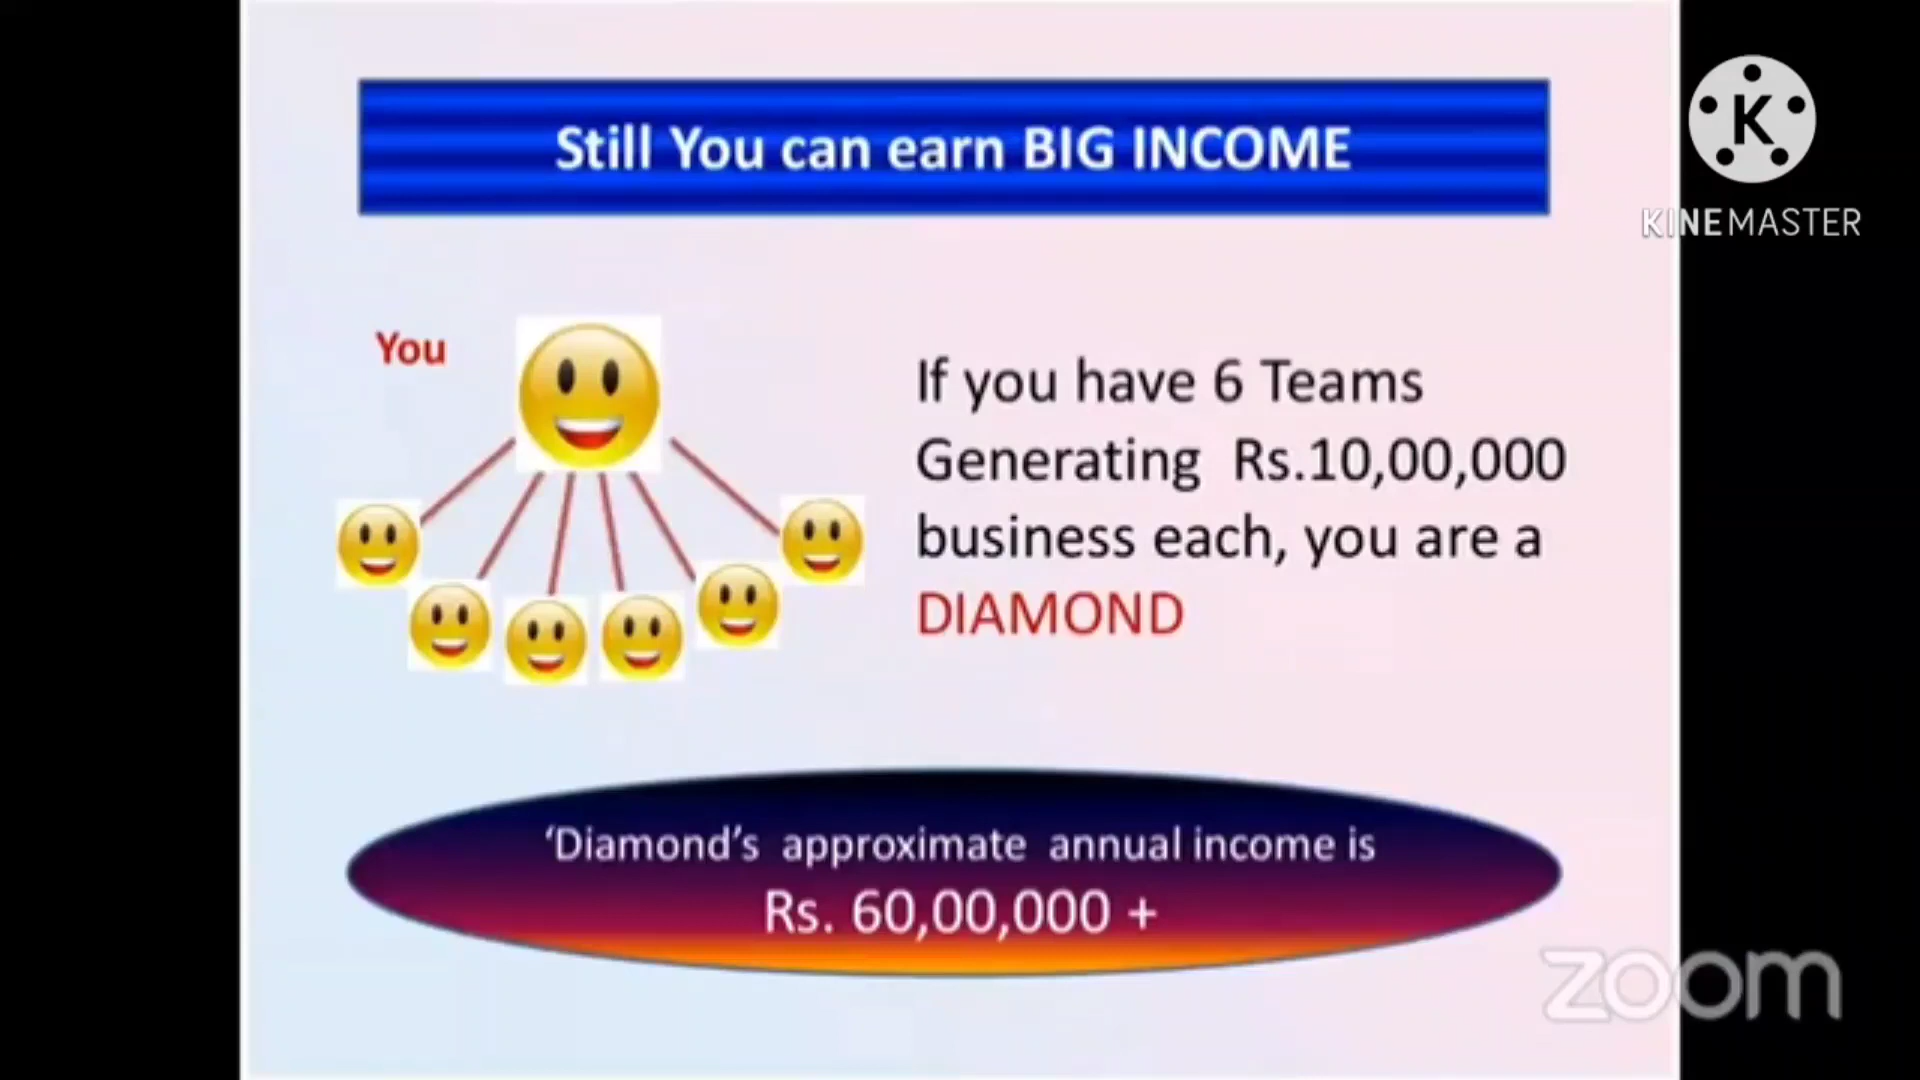 Still You can earn BIG INCOME
K
KINEMASTER
You
If you have 6 Teams
Generating Rs.10,00,000
business each, you are a
DIAMOND
‘Diamond’s approximate annual income is
Rs. 60,00,000 +
zoom